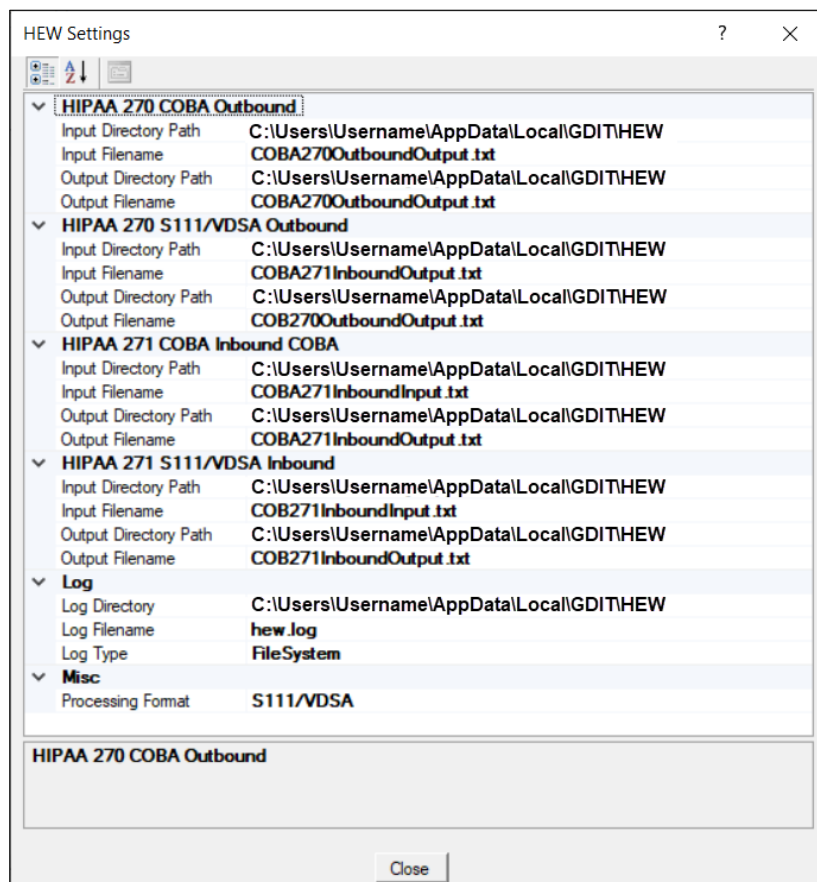 HEW Settings ? ×
A Z
HIPAA 270 COBA Outbound
Input Directory Path C:\Users\Username\AppData\Local\GDIT\HEW
Input Filename COBA270OutboundOutput.txt
Output Directory Path C:\Users\Username\AppData\Local\GDIT\HEW
Output Filename COBA270OutboundOutput.txt
HIPAA 270 S111/VDSA Outbound
Input Directory Path C:\Users\Username\AppData\Local\GDIT\HEW
Input Filename COBA271InboundOutput.txt
Output Directory Path C:\Users\Username\AppData\Local\GDIT\HEW
Output Filename COB270OutboundOutput.txt
HIPAA 271 COBA Inbound COBA
Input Directory Path C:\Users\Username\AppData\Local\GDIT\HEW
Input Filename COBA271InboundInput.txt
Output Directory Path C:\Users\Username\AppData\Local\GDIT\HEW
Output Filename COBA271InboundOutput.txt
HIPAA 271 S111/VDSA Inbound
Input Directory Path C:\Users\Username\AppData\Local\GDIT\HEW
Input Filename COB271InboundInput.txt
Output Directory Path C:\Users\Username\AppData\Local\GDIT\HEW
Output Filename COB271InboundOutput.txt
Log
Log Directory C:\Users\Username\AppData\Local\GDIT\HEW
Log Filename hew.log
Log Type FileSystem
Misc
Processing Format S111/VDSA
HIPAA 270 COBA Outbound
Close